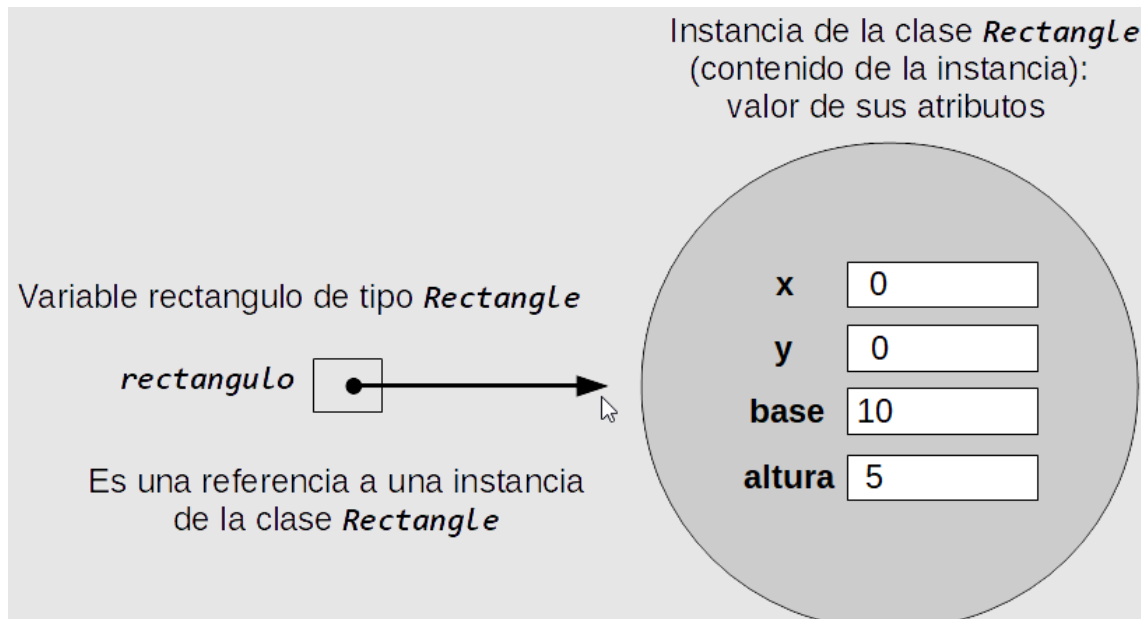 Instancia de la clase Rectangle
(contenido de la instancia):
valor de sus atributos
Variable rectangulo de tipo Rectangle
rectangulo
Es una referencia a una instancia
de la clase Rectangle
x 0
y 0
base 10
altura 5